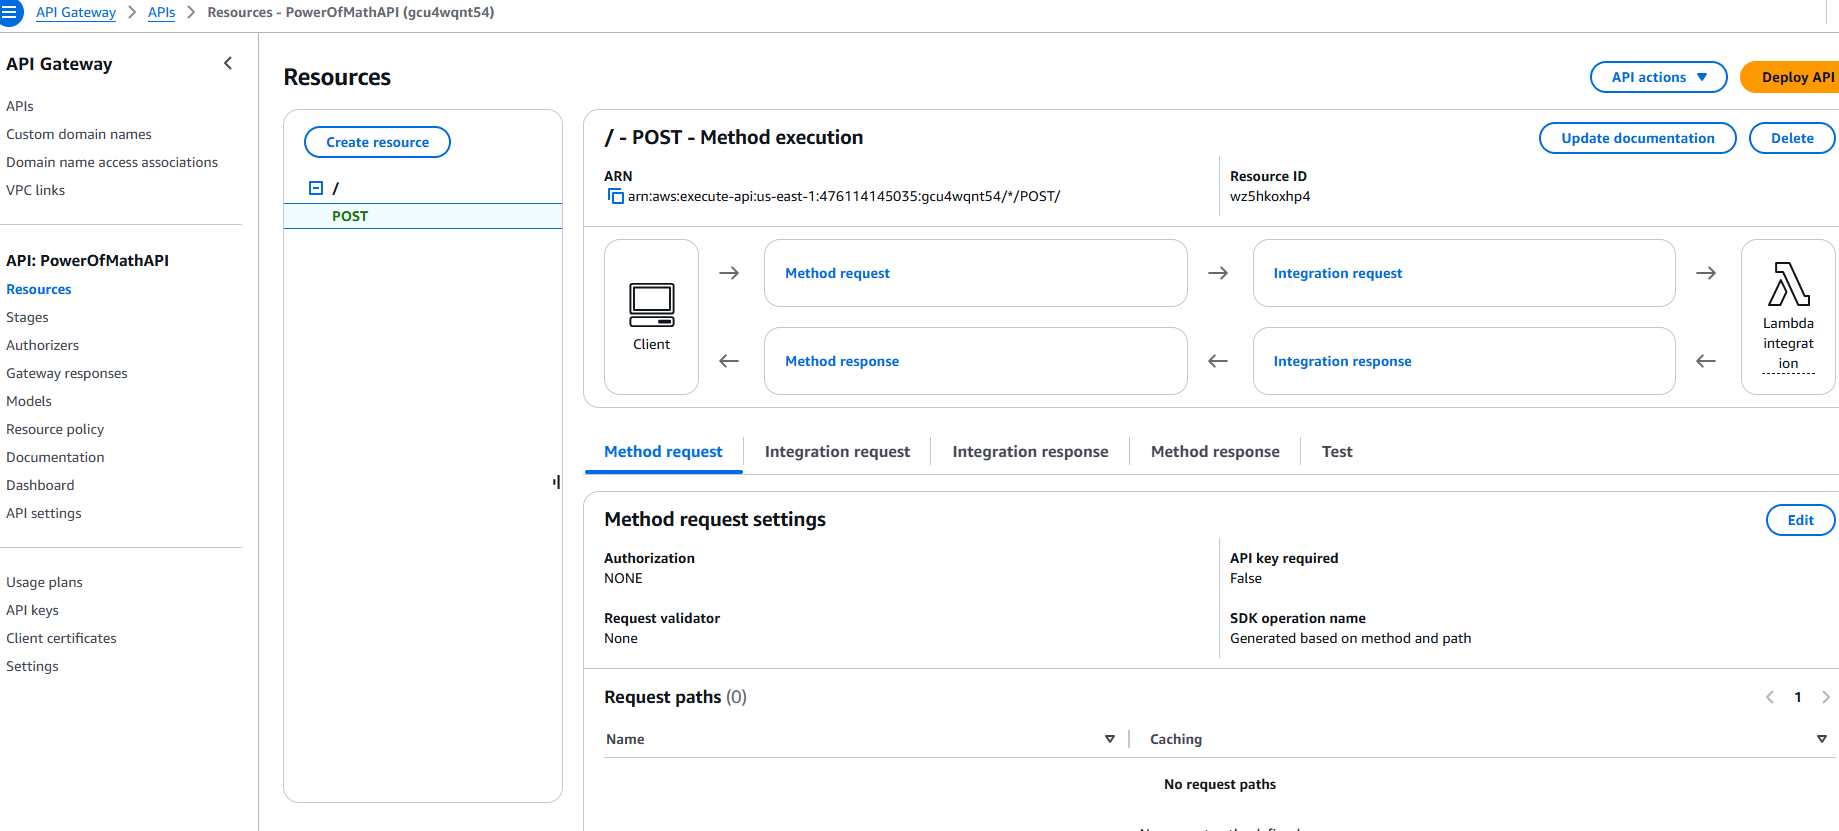 API Gateway > APIs > Resources - PowerOfMathAPI (gcu4wqnt54)
API Gateway
APIs
Custom domain names
Domain name access associations
VPC links
API: PowerOfMathAPI
Resources
Stages
Authorizers
Gateway responses
Models
Resource policy
Documentation
Dashboard
API settings
Usage plans
API keys
Client certificates
Settings
Resources
API actions
Deploy API
Create resource
/
POST
/ - POST - Method execution
Update documentation
Delete
ARN
arn:aws:execute-api:us-east-1:476114145035:gcu4wqnt54/*/POST/
Resource ID
wz5hkoxhp4
Client
Method request
Integration request
Method response
Integration response
Lambda
integrat
ion
Method request
Integration request
Integration response
Method response
Test
Method request settings
Edit
Authorization
NONE
API key required
False
Request validator
None
SDK operation name
Generated based on method and path
Request paths (0)
1
Name
Caching
No request paths